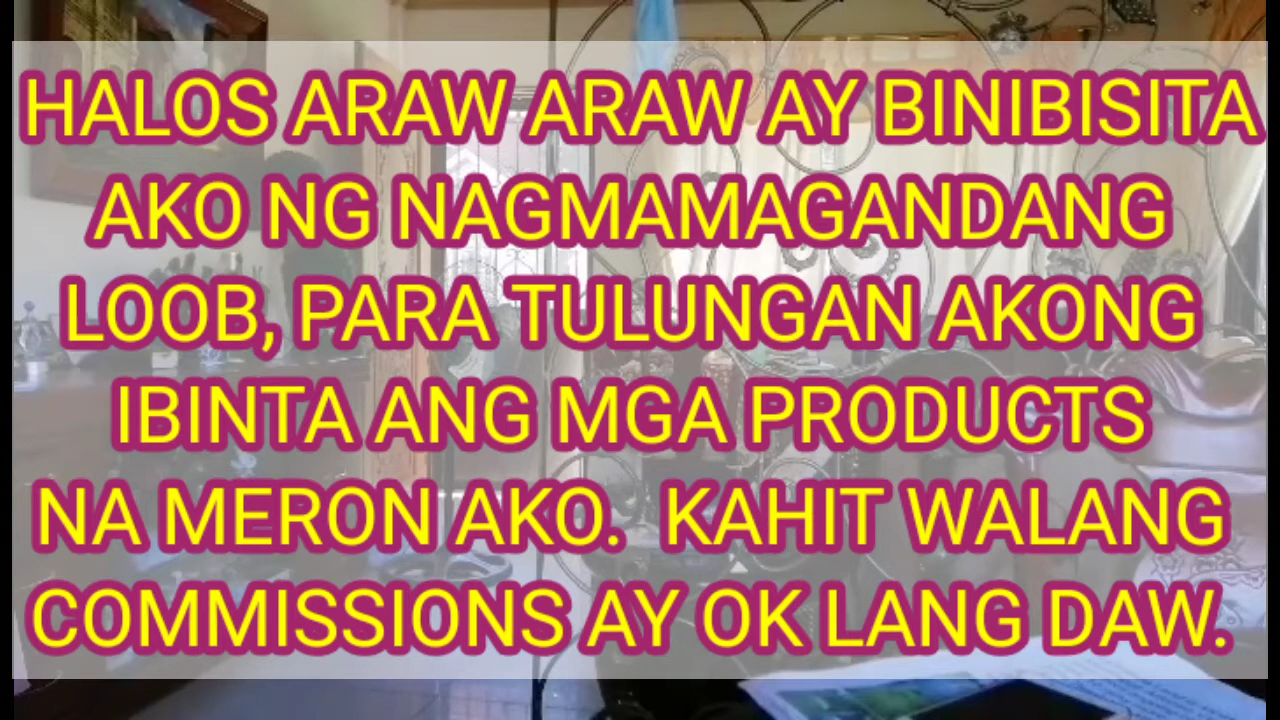 HALOS ARAW ARAW AY BINIBISITA
AKO NG NAGMAMAGANDANG
LOOB, PARA TULUNGAN AKONG
IBINTA ANG MGA PRODUCTS
NA MERON AKO. KAHIT WALANG
COMMISSIONS AY OK LANG DAW.